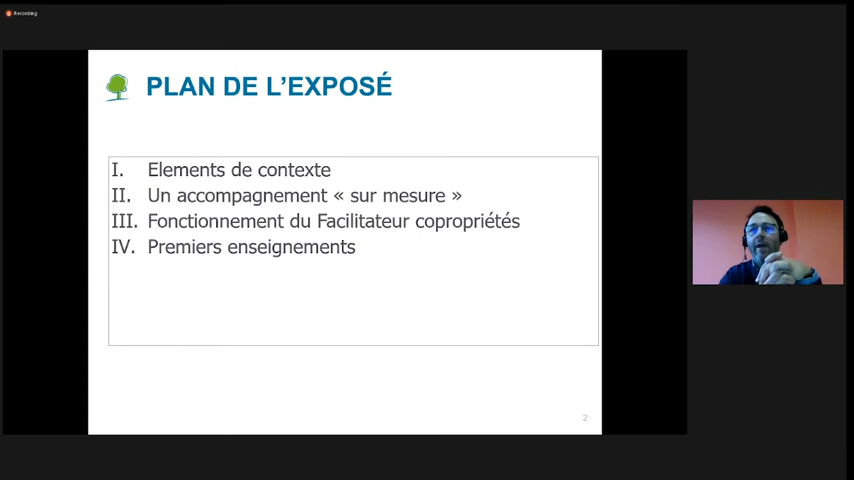 Recording
PLAN DE L'EXPOSÉ
I. Elements de contexte
II. Un accompagnement « sur mesure »
III. Fonctionnement du Facilitateur copropriétés
IV. Premiers enseignements
2